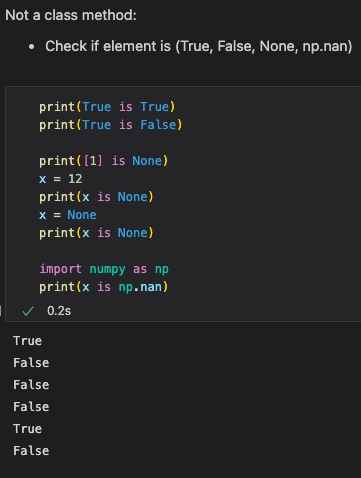 Not a class method:
• Check if element is (True, False, None, np.nan)
print(True is True)
print(True is False)
print([1] is None)
x = 12
print(x is None)
x = None
print(x is None)
import numpy as np
print(x is np.nan)
✓ 0.2s
True
False
False
False
True
False